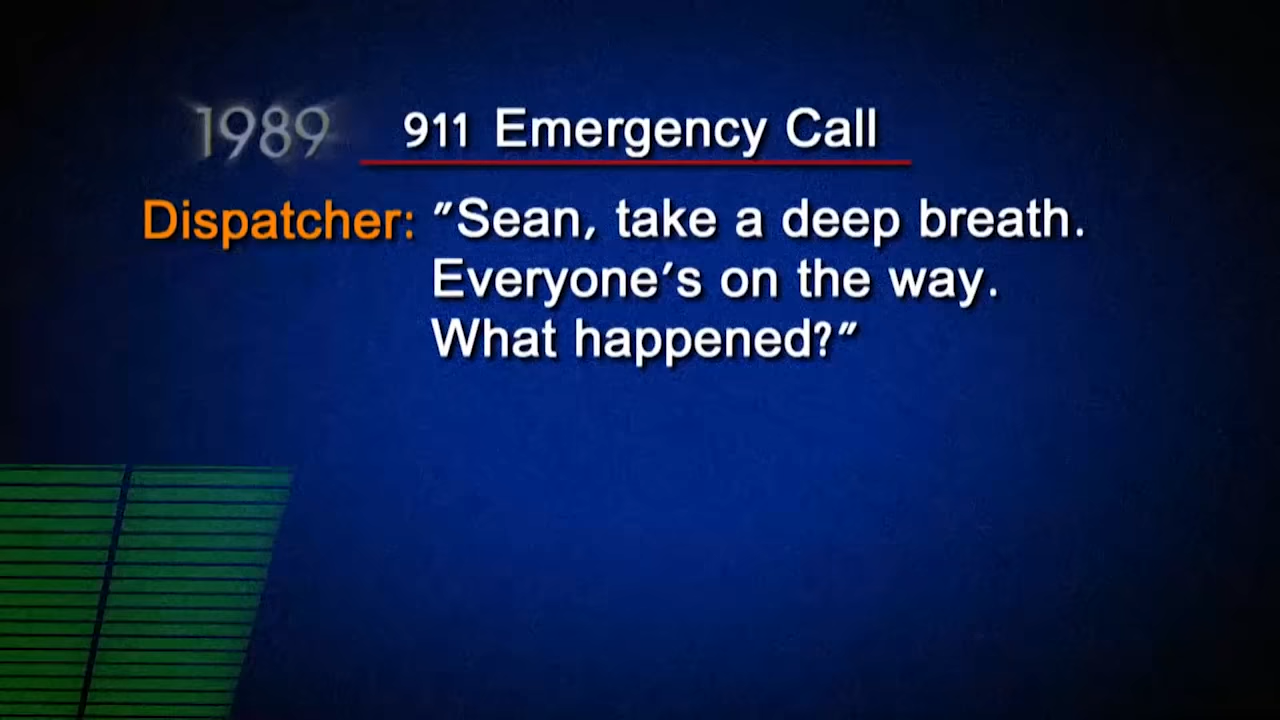 1989 911 Emergency Call
Dispatcher: "Sean, take a deep breath.
Everyone's on the way.
What happened?"